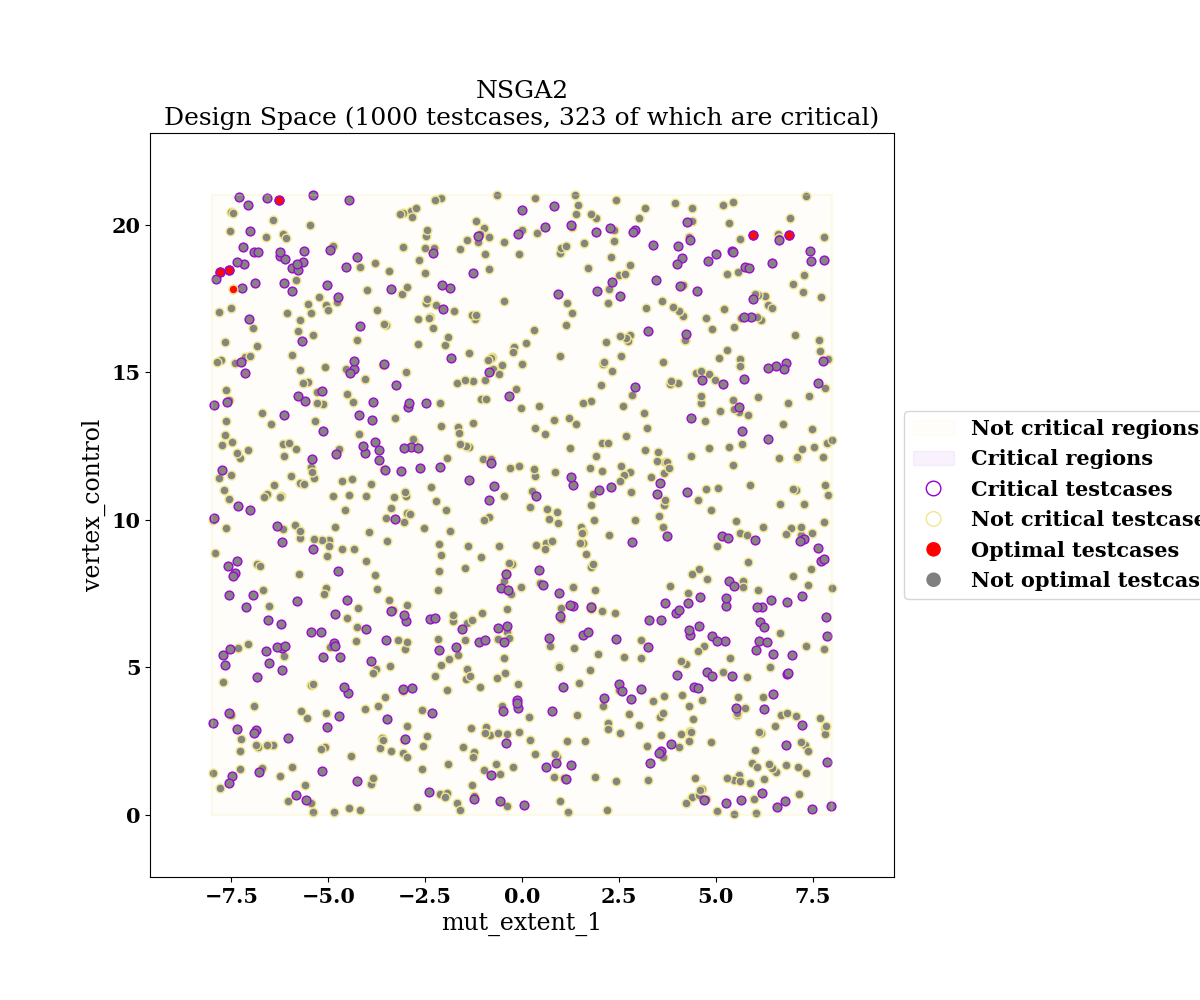 NSGA2
Design Space (1000 testcases, 323 of which are critical)
vertex_control
20
15
10
5
0
−7.5 −5.0 −2.5 0.0 2.5 5.0 7.5
mut_extent_1
Not critical regions
Critical regions
Critical testcases
Not critical testcase
Optimal testcases
Not optimal testcas